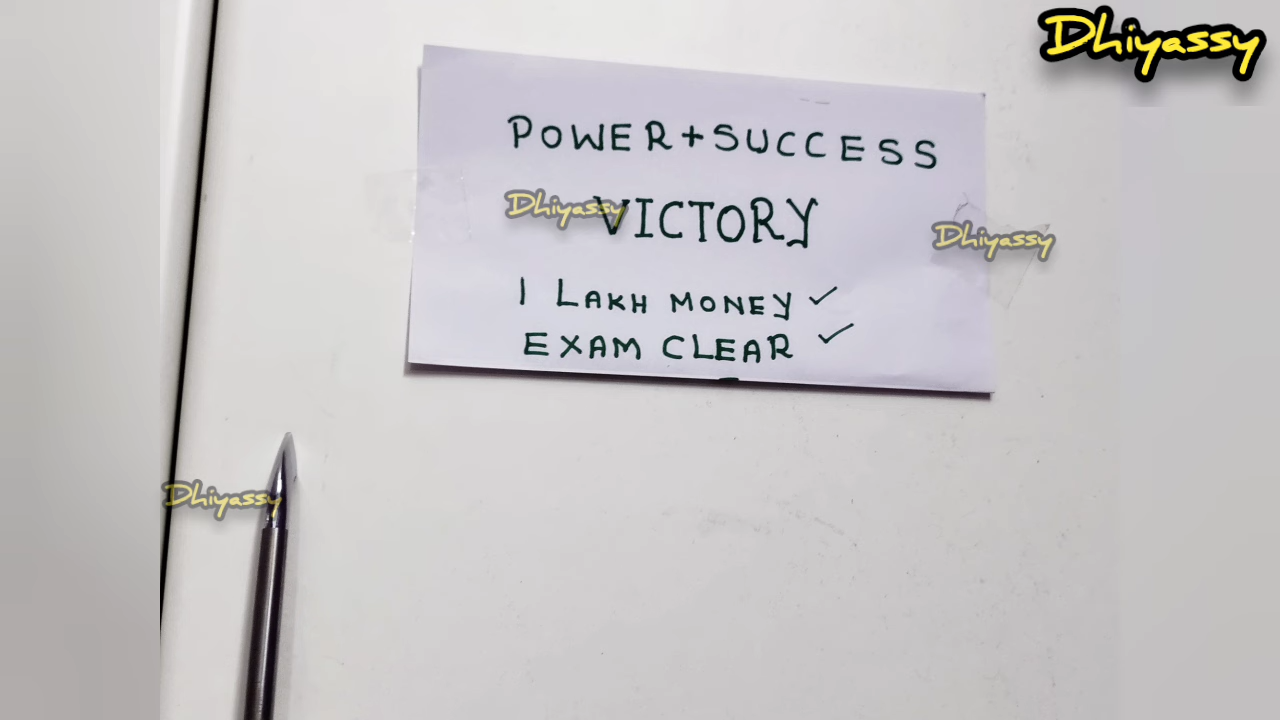 Dhiyassy
POWER+SUCCESS
Dhiyassy
VICTORY
Dhiyassy
1 LAKH MONEY ✓
EXAM CLEAR ✓
Dhiyassy